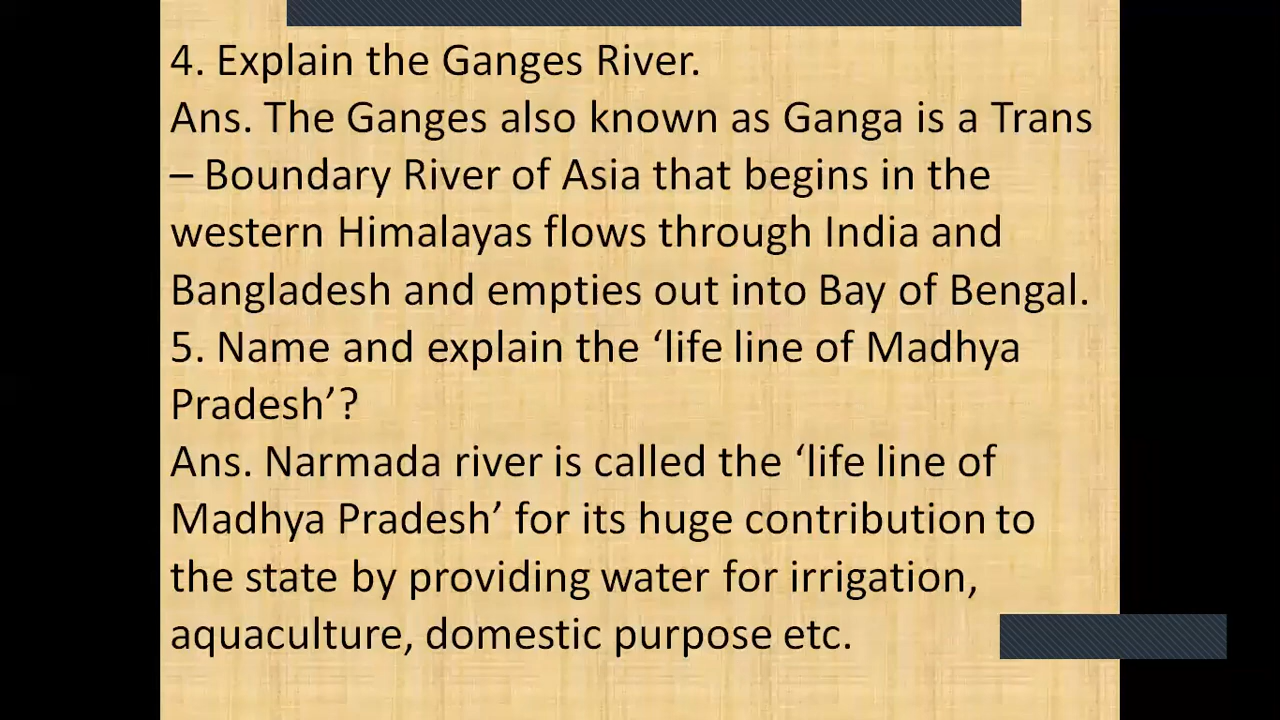 4. Explain the Ganges River.
Ans. The Ganges also known as Ganga is a Trans
– Boundary River of Asia that begins in the
western Himalayas flows through India and
Bangladesh and empties out into Bay of Bengal.
5. Name and explain the ‘life line of Madhya
Pradesh’?
Ans. Narmada river is called the ‘life line of
Madhya Pradesh’ for its huge contribution to
the state by providing water for irrigation,
aquaculture, domestic purpose etc.